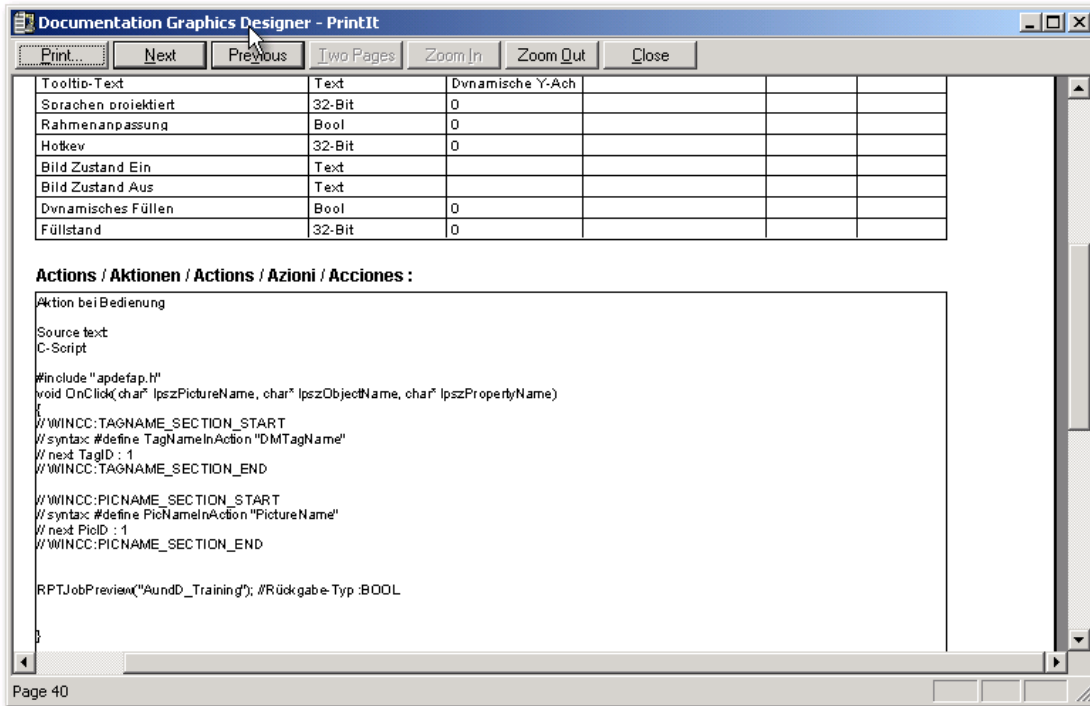 Documentation Graphics Designer - PrintIt
Print... Next Previous Two Pages Zoom In Zoom Out Close
Tooltip-Text Text Dynamische Y-Ach
Sprachen projektiert 32-Bit 0
Rahmenanpassung Bool 0
Hotkey 32-Bit 0
Bild Zustand Ein Text
Bild Zustand Aus Text
Dynamisches Füllen Bool 0
Füllstand 32-Bit 0
Actions / Aktionen / Actions / Azioni / Acciones :
Aktion bei Bedienung
Source text
C-Script
#include "apdefap.h"
void OnClick(char* lpszPictureName, char* lpszObjectName, char* lpszPropertyName)
{
// WINCC:TAGNAME_SECTION_START
// syntax: #define TagNameInAction "DMTagName"
// next TagID : 1
// WINCC:TAGNAME_SECTION_END
// WINCC:PICNAME_SECTION_START
// syntax: #define PicNameInAction "PictureName"
// next PicID : 1
// WINCC:PICNAME_SECTION_END
RPTJobPreview("AundD_Training"); //Rückgabe-Typ :BOOL
}
Page 40